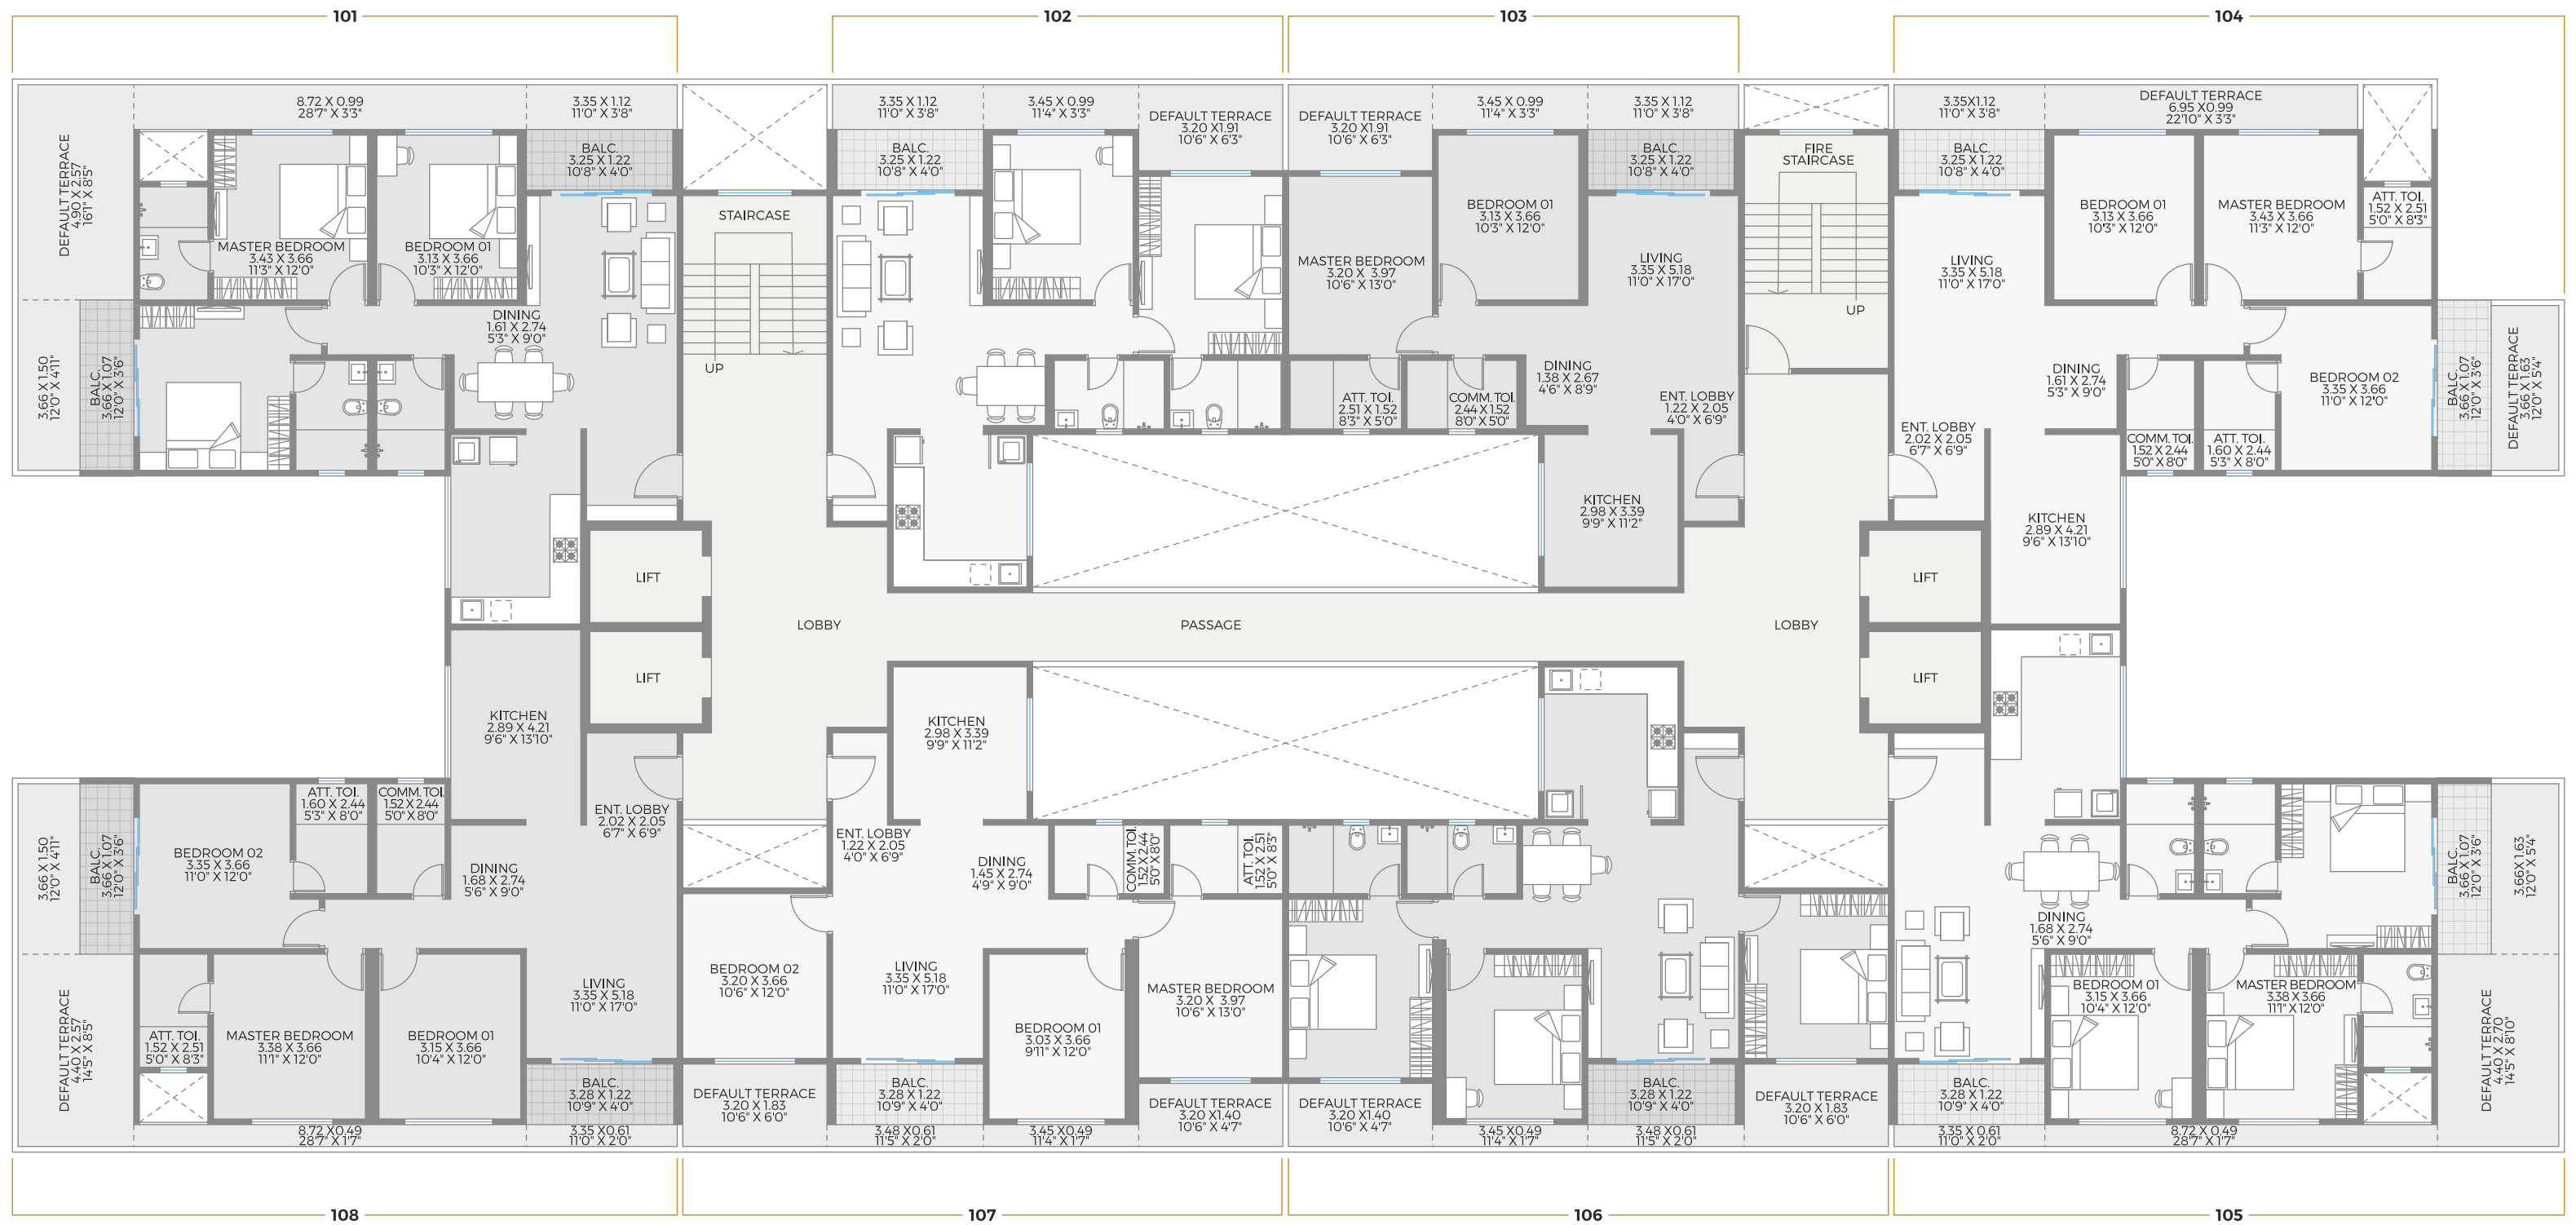 101
102
103
104
8.72 X 0.99
28'7" X 3'3"
3.35 X 1.12
11'0" X 3'8"
DEFAULT TERRACE
4.90 X 2.57
16'1" X 8'5"
BALC.
3.25 X 1.22
10'8" X 4'0"
MASTER BEDROOM
3.43 X 3.66
11'3" X 12'0"
BEDROOM 01
3.13 X 3.66
10'3" X 12'0"
DINING
1.61 X 2.74
5'3" X 9'0"
3.66 X 1.50
12'0" X 4'11"
BALC.
3.66 X 1.07
12'0" X 3'6"
STAIRCASE
UP
3.35 X 1.12
11'0" X 3'8"
3.45 X 0.99
11'4" X 3'3"
DEFAULT TERRACE
3.20 X1.91
10'6" X 6'3"
BALC.
3.25 X 1.22
10'8" X 4'0"
DEFAULT TERRACE
3.20 X1.91
10'6" X 6'3"
3.45 X 0.99
11'4" X 3'3"
3.35 X 1.12
11'0" X 3'8"
BALC.
3.25 X 1.22
10'8" X 4'0"
BEDROOM 01
3.13 X 3.66
10'3" X 12'0"
MASTER BEDROOM
3.20 X 3.97
10'6" X 13'0"
LIVING
3.35 X 5.18
11'0" X 17'0"
DINING
1.38 X 2.67
4'6" X 8'9"
ENT. LOBBY
1.22 X 2.05
4'0" X 6'9"
ATT. TOI.
2.51 X 1.52
8'3" X 5'0"
COMM. TOI.
2.44 X 1.52
8'0" X 5'0"
KITCHEN
2.98 X 3.39
9'9" X 11'2"
FIRE
STAIRCASE
UP
3.35X1.12
11'0" X 3'8"
DEFAULT TERRACE
6.95 X0.99
22'10" X 3'3"
BALC.
3.25 X 1.22
10'8" X 4'0"
BEDROOM 01
3.13 X 3.66
10'3" X 12'0"
MASTER BEDROOM
3.43 X 3.66
11'3" X 12'0"
ATT. TOI.
1.52 X 2.51
5'0" X 8'3"
LIVING
3.35 X 5.18
11'0" X 17'0"
DINING
1.61 X 2.74
5'3" X 9'0"
BEDROOM 02
3.35 X 3.66
11'0" X 12'0"
BALC.
3.66 X 1.07
12'0" X 3'6"
DEFAULT TERRACE
3.66 X 1.63
12'0" X 5'4"
ENT. LOBBY
2.02 X 2.05
6'7" X 6'9"
COMM. TOI.
1.52 X 2.44
5'0" X 8'0"
ATT. TOI.
1.60 X 2.44
5'3" X 8'0"
KITCHEN
2.89 X 4.21
9'6" X 13'10"
LIFT
LIFT
LOBBY
PASSAGE
LOBBY
LIFT
LIFT
KITCHEN
2.89 X 4.21
9'6" X 13'10"
ENT. LOBBY
2.02 X 2.05
6'7" X 6'9"
ATT. TOI.
1.60 X 2.44
5'3" X 8'0"
COMM. TOI.
1.52 X 2.44
5'0" X 8'0"
3.66 X 1.50
12'0" X 4'11"
BALC.
3.66 X 1.07
12'0" X 3'6"
BEDROOM 02
3.35 X 3.66
11'0" X 12'0"
DINING
1.68 X 2.74
5'6" X 9'0"
LIVING
3.35 X 5.18
11'0" X 17'0"
DEFAULT TERRACE
4.40 X 2.57
14'5" X 8'5"
ATT. TOI.
1.52 X 2.51
5'0" X 8'3"
MASTER BEDROOM
3.38 X 3.66
11'1" X 12'0"
BEDROOM 01
3.15 X 3.66
10'4" X 12'0"
BALC.
3.28 X 1.22
10'9" X 4'0"
8.72 X0.49
28'7" X 1'7"
3.35 X0.61
11'0" X 2'0"
KITCHEN
2.98 X 3.39
9'9" X 11'2"
ENT. LOBBY
1.22 X 2.05
4'0" X 6'9"
DINING
1.45 X 2.74
4'9" X 9'0"
COMM. TOI.
1.52 X 2.44
5'0" X 8'0"
ATT. TOI.
1.52 X 2.51
5'0" X 8'3"
BEDROOM 02
3.20 X 3.66
10'6" X 12'0"
LIVING
3.35 X 5.18
11'0" X 17'0"
BEDROOM 01
3.03 X 3.66
9'11" X 12'0"
MASTER BEDROOM
3.20 X 3.97
10'6" X 13'0"
DEFAULT TERRACE
3.20 X 1.83
10'6" X 6'0"
BALC.
3.28 X 1.22
10'9" X 4'0"
3.48 X0.61
11'5" X 2'0"
3.45 X0.49
11'4" X 1'7"
DEFAULT TERRACE
3.20 X1.40
10'6" X 4'7"
DEFAULT TERRACE
3.20 X1.40
10'6" X 4'7"
3.45 X0.49
11'4" X 1'7"
BALC.
3.28 X 1.22
10'9" X 4'0"
3.48 X0.61
11'5" X 2'0"
DEFAULT TERRACE
3.20 X 1.83
10'6" X 6'0"
DINING
1.68 X 2.74
5'6" X 9'0"
BALC.
3.66 X 1.07
12'0" X 3'6"
3.66X 1.63
12'0" X 5'4"
BEDROOM 01
3.15 X 3.66
10'4" X 12'0"
MASTER BEDROOM
3.38 X 3.66
11'1" X 12'0"
DEFAULT TERRACE
4.40 X 2.70
14'5" X 8'10"
BALC.
3.28 X 1.22
10'9" X 4'0"
3.35 X 0.61
11'0" X 2'0"
8.72 X 0.49
28'7" X 1'7"
108
107
106
105